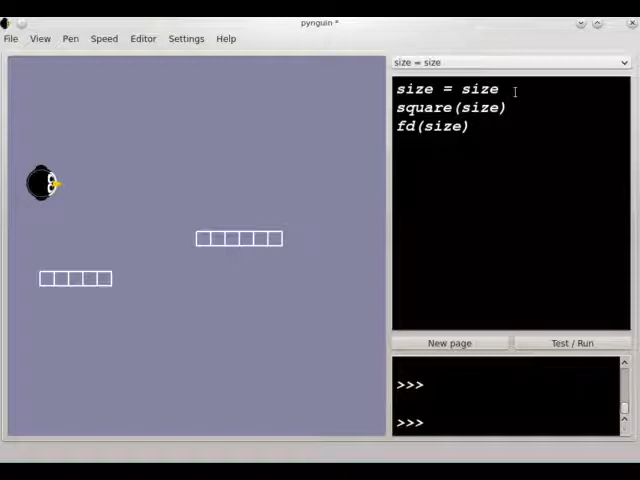 pynguin *
File View Pen Speed Editor Settings Help
size = size
size = size
square(size)
fd(size)
New page Test / Run
>>>
>>>